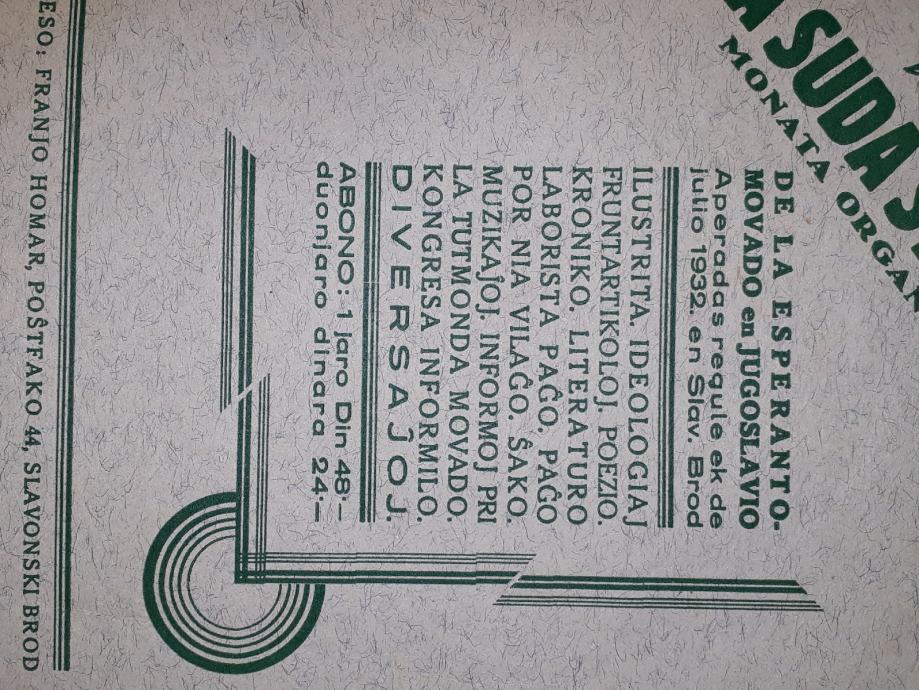 A SUDA S
MONATA ORGAN
DE LA ESPERANTO-
MOVADO en JUGOSLAVIO
Aperadas regule ek de
julio 1932. en Slav. Brod
ILUSTRITA. IDEOLOGIAJ
FRUNTARTIKOLOJ. POEZIO.
KRONIKO. LITERATURO
LABORISTA PAĜO. PAĜO
POR NIA VILAĜO. ŜAKO.
MUZIKAĴOJ. INFORMOJ PRI
LA TUTMONDA MOVADO.
KONGRESA INFORMILO.
DIVERSAĴOJ.
ABONO: 1 jaro Din 48·—
duonjaro dinara 24·—
ESO: FRANJO HOMAR, POŜTFAKO 44, SLAVONSKI BROD